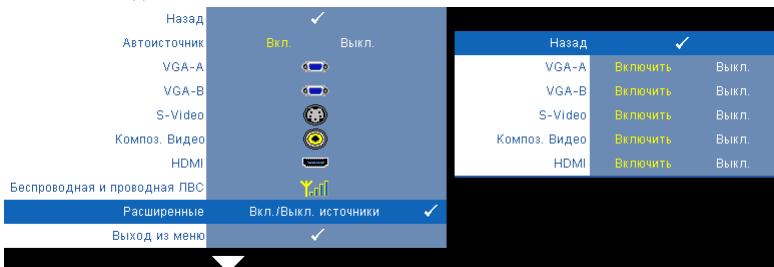 Назад
Автоисточник Вкл. Выкл.
VGA-A
VGA-B
S-Video
Композ. Видео
HDMI
Беспроводная и проводная ЛВС
Расширенные Вкл./Выкл. источники
Выход из меню
Назад
VGA-A Включить Выкл.
VGA-B Включить Выкл.
S-Video Включить Выкл.
Композ. Видео Включить Выкл.
HDMI Включить Выкл.